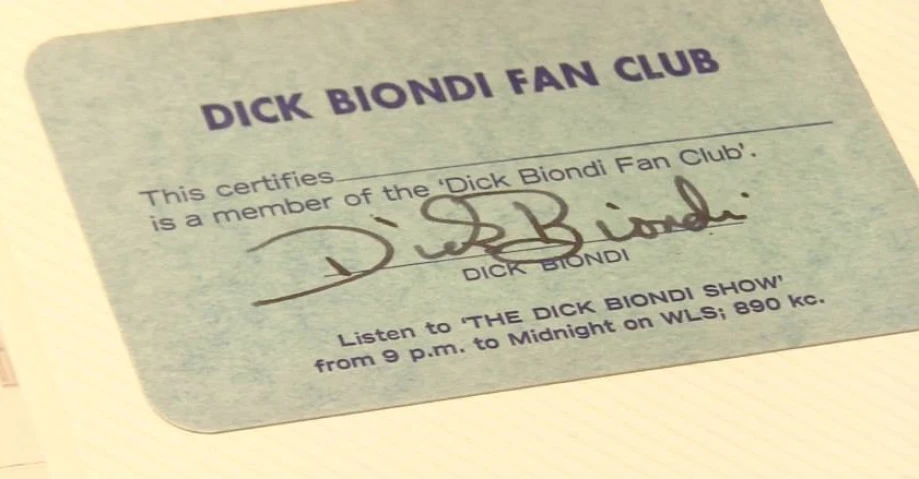 DICK BIONDI FAN CLUB
This certifies
is a member of the 'Dick Biondi Fan Club'.
Dick Biondi
DICK BIONDI
Listen to 'THE DICK BIONDI SHOW'
from 9 p.m. to Midnight on WLS; 890 kc.